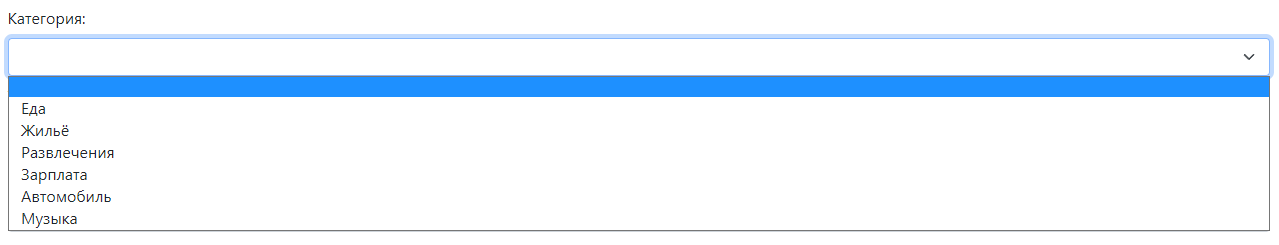 Категория:
Еда
Жильё
Развлечения
Зарплата
Автомобиль
Музыка